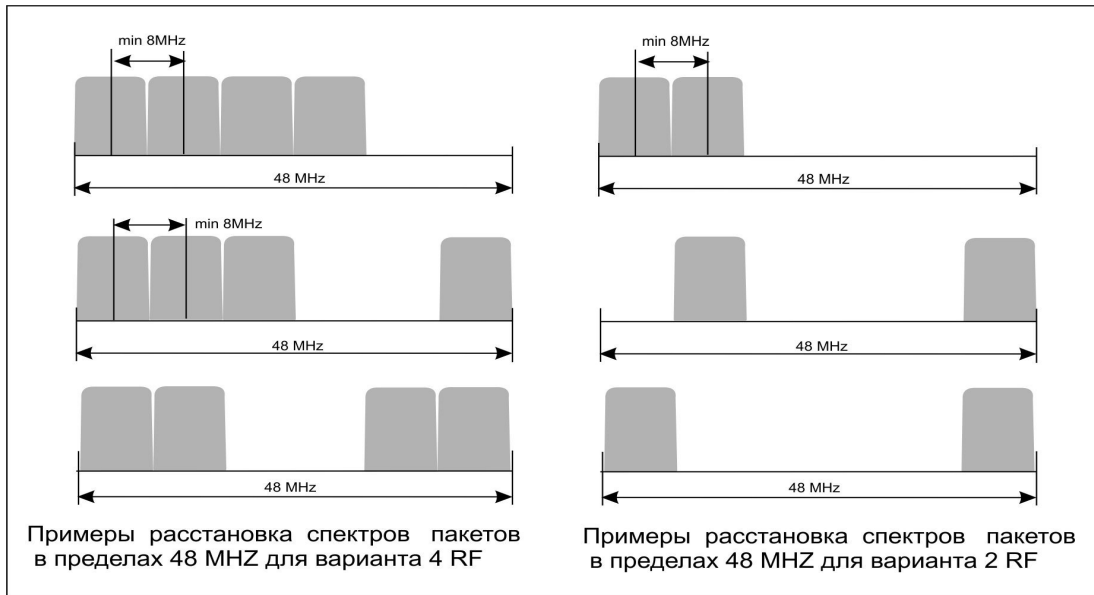 min 8MHz
48 MHz
min 8MHz
48 MHz
48 MHz
Примеры расстановка спектров пакетов
в пределах 48 MHZ для варианта 4 RF
min 8MHz
48 MHz
48 MHz
48 MHz
Примеры расстановка спектров пакетов
в пределах 48 MHZ для варианта 2 RF